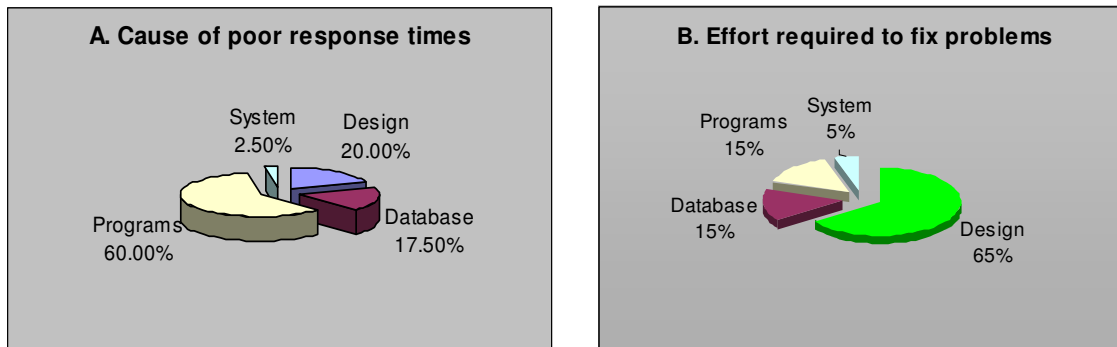 A. Cause of poor response times
System
2.50%
Design
20.00%
Programs
60.00%
Database
17.50%
B. Effort required to fix problems
System
5%
Programs
15%
Database
15%
Design
65%